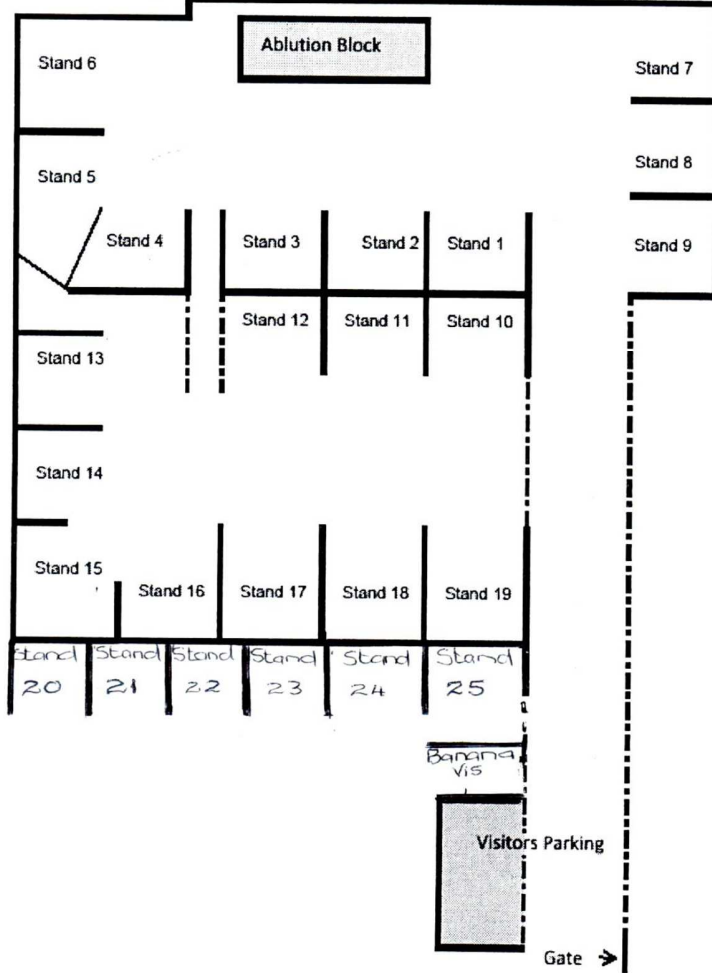 Ablution Block
Stand 6
Stand 7
Stand 5
Stand 8
Stand 4
Stand 3
Stand 2
Stand 1
Stand 9
Stand 12
Stand 11
Stand 10
Stand 13
Stand 14
Stand 15
Stand 16
Stand 17
Stand 18
Stand 19
Stand
20
Stand
21
Stand
22
Stand
23
Stand
24
Stand
25
Banana
Vis
Visitors Parking
Gate